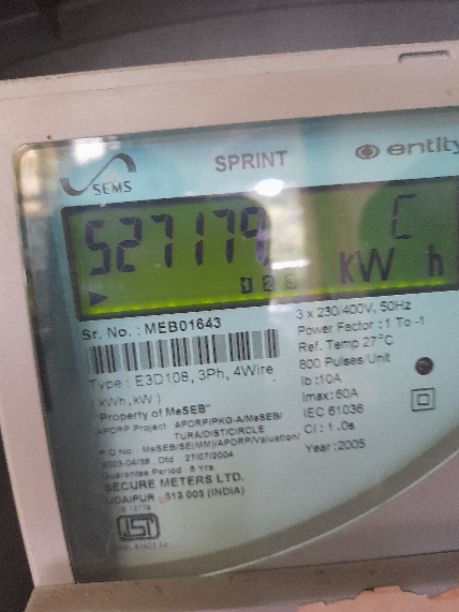 SPRINT
entity
SEMS
527179
C
kW h
1 2 3
Sr. No. : MEB01643
Type : E3D108, 3Ph, 4Wire
( kWh, kW )
"Property of MeSEB"
APDRP Project APDRP/PKG-A/MeSEB/
TURA/DIST/CIRCLE
P O No MeSEB/SE(MM)/APDRP/Valuation/
Dtd 27/07/2004
Guarantee Period 5 Yrs
SECURE METERS LTD.
UDAIPUR 313 003 (INDIA)
3 x 230/400V, 50Hz
Power Factor : 1 To -1
Ref. Temp 27°C
800 Pulses/Unit
Ib :10A
Imax: 60A
IEC 61036
Cl : 1.0s
Year : 2005